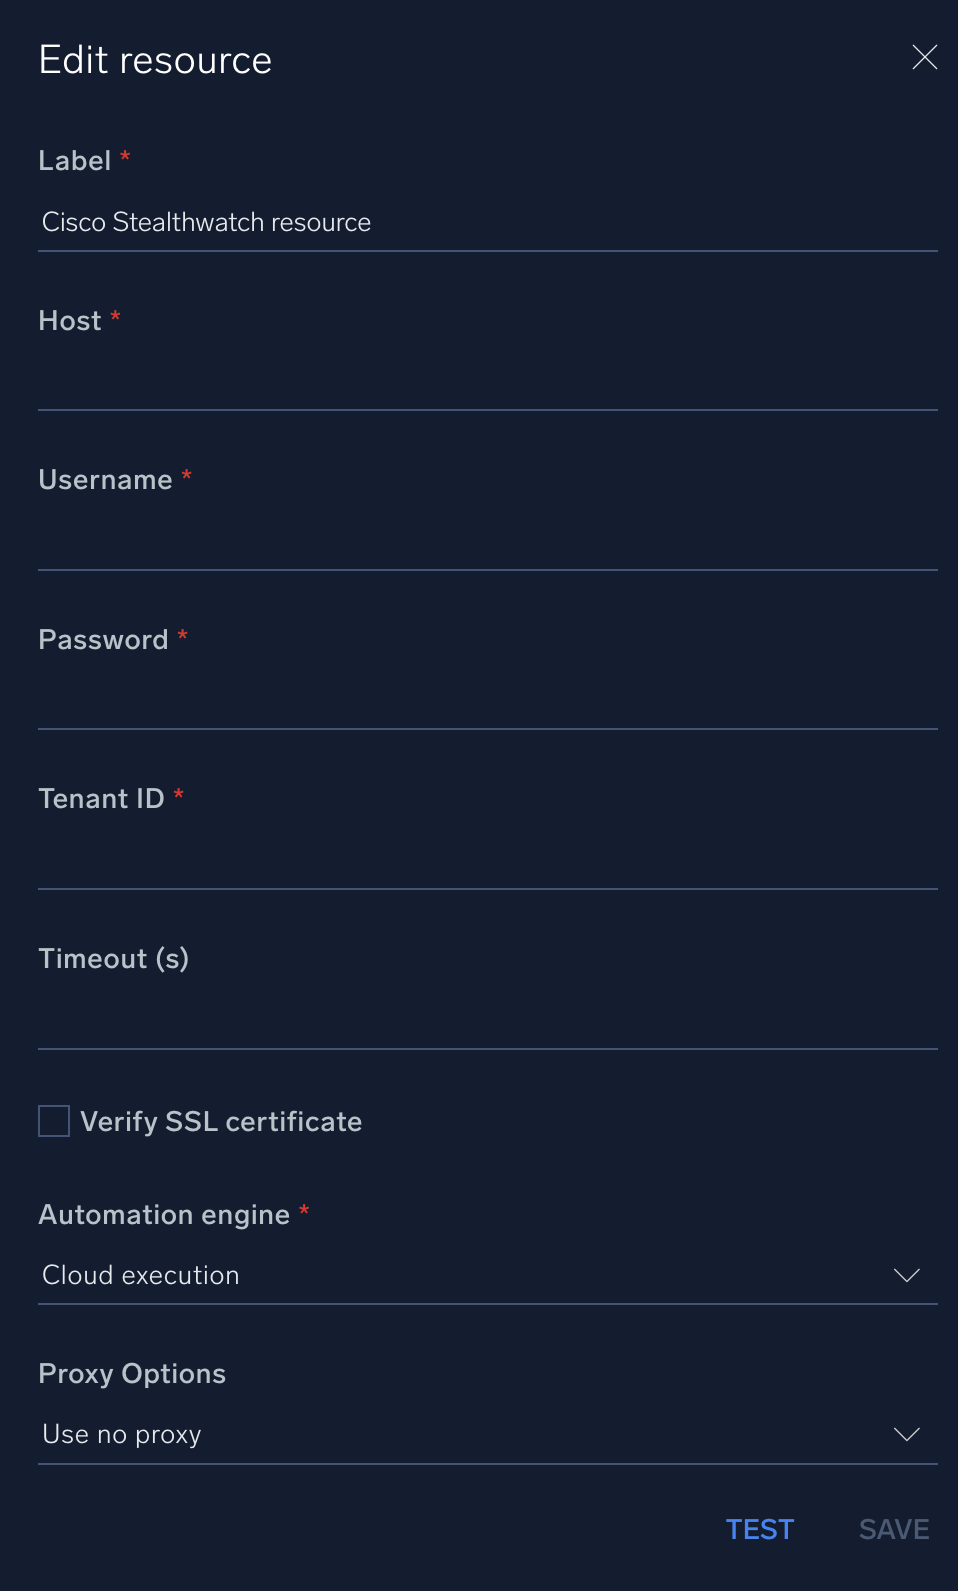 Edit resource
Label *
Cisco Stealthwatch resource
Host *
Username *
Password *
Tenant ID *
Timeout (s)
Verify SSL certificate
Automation engine *
Cloud execution
Proxy Options
Use no proxy
TEST SAVE